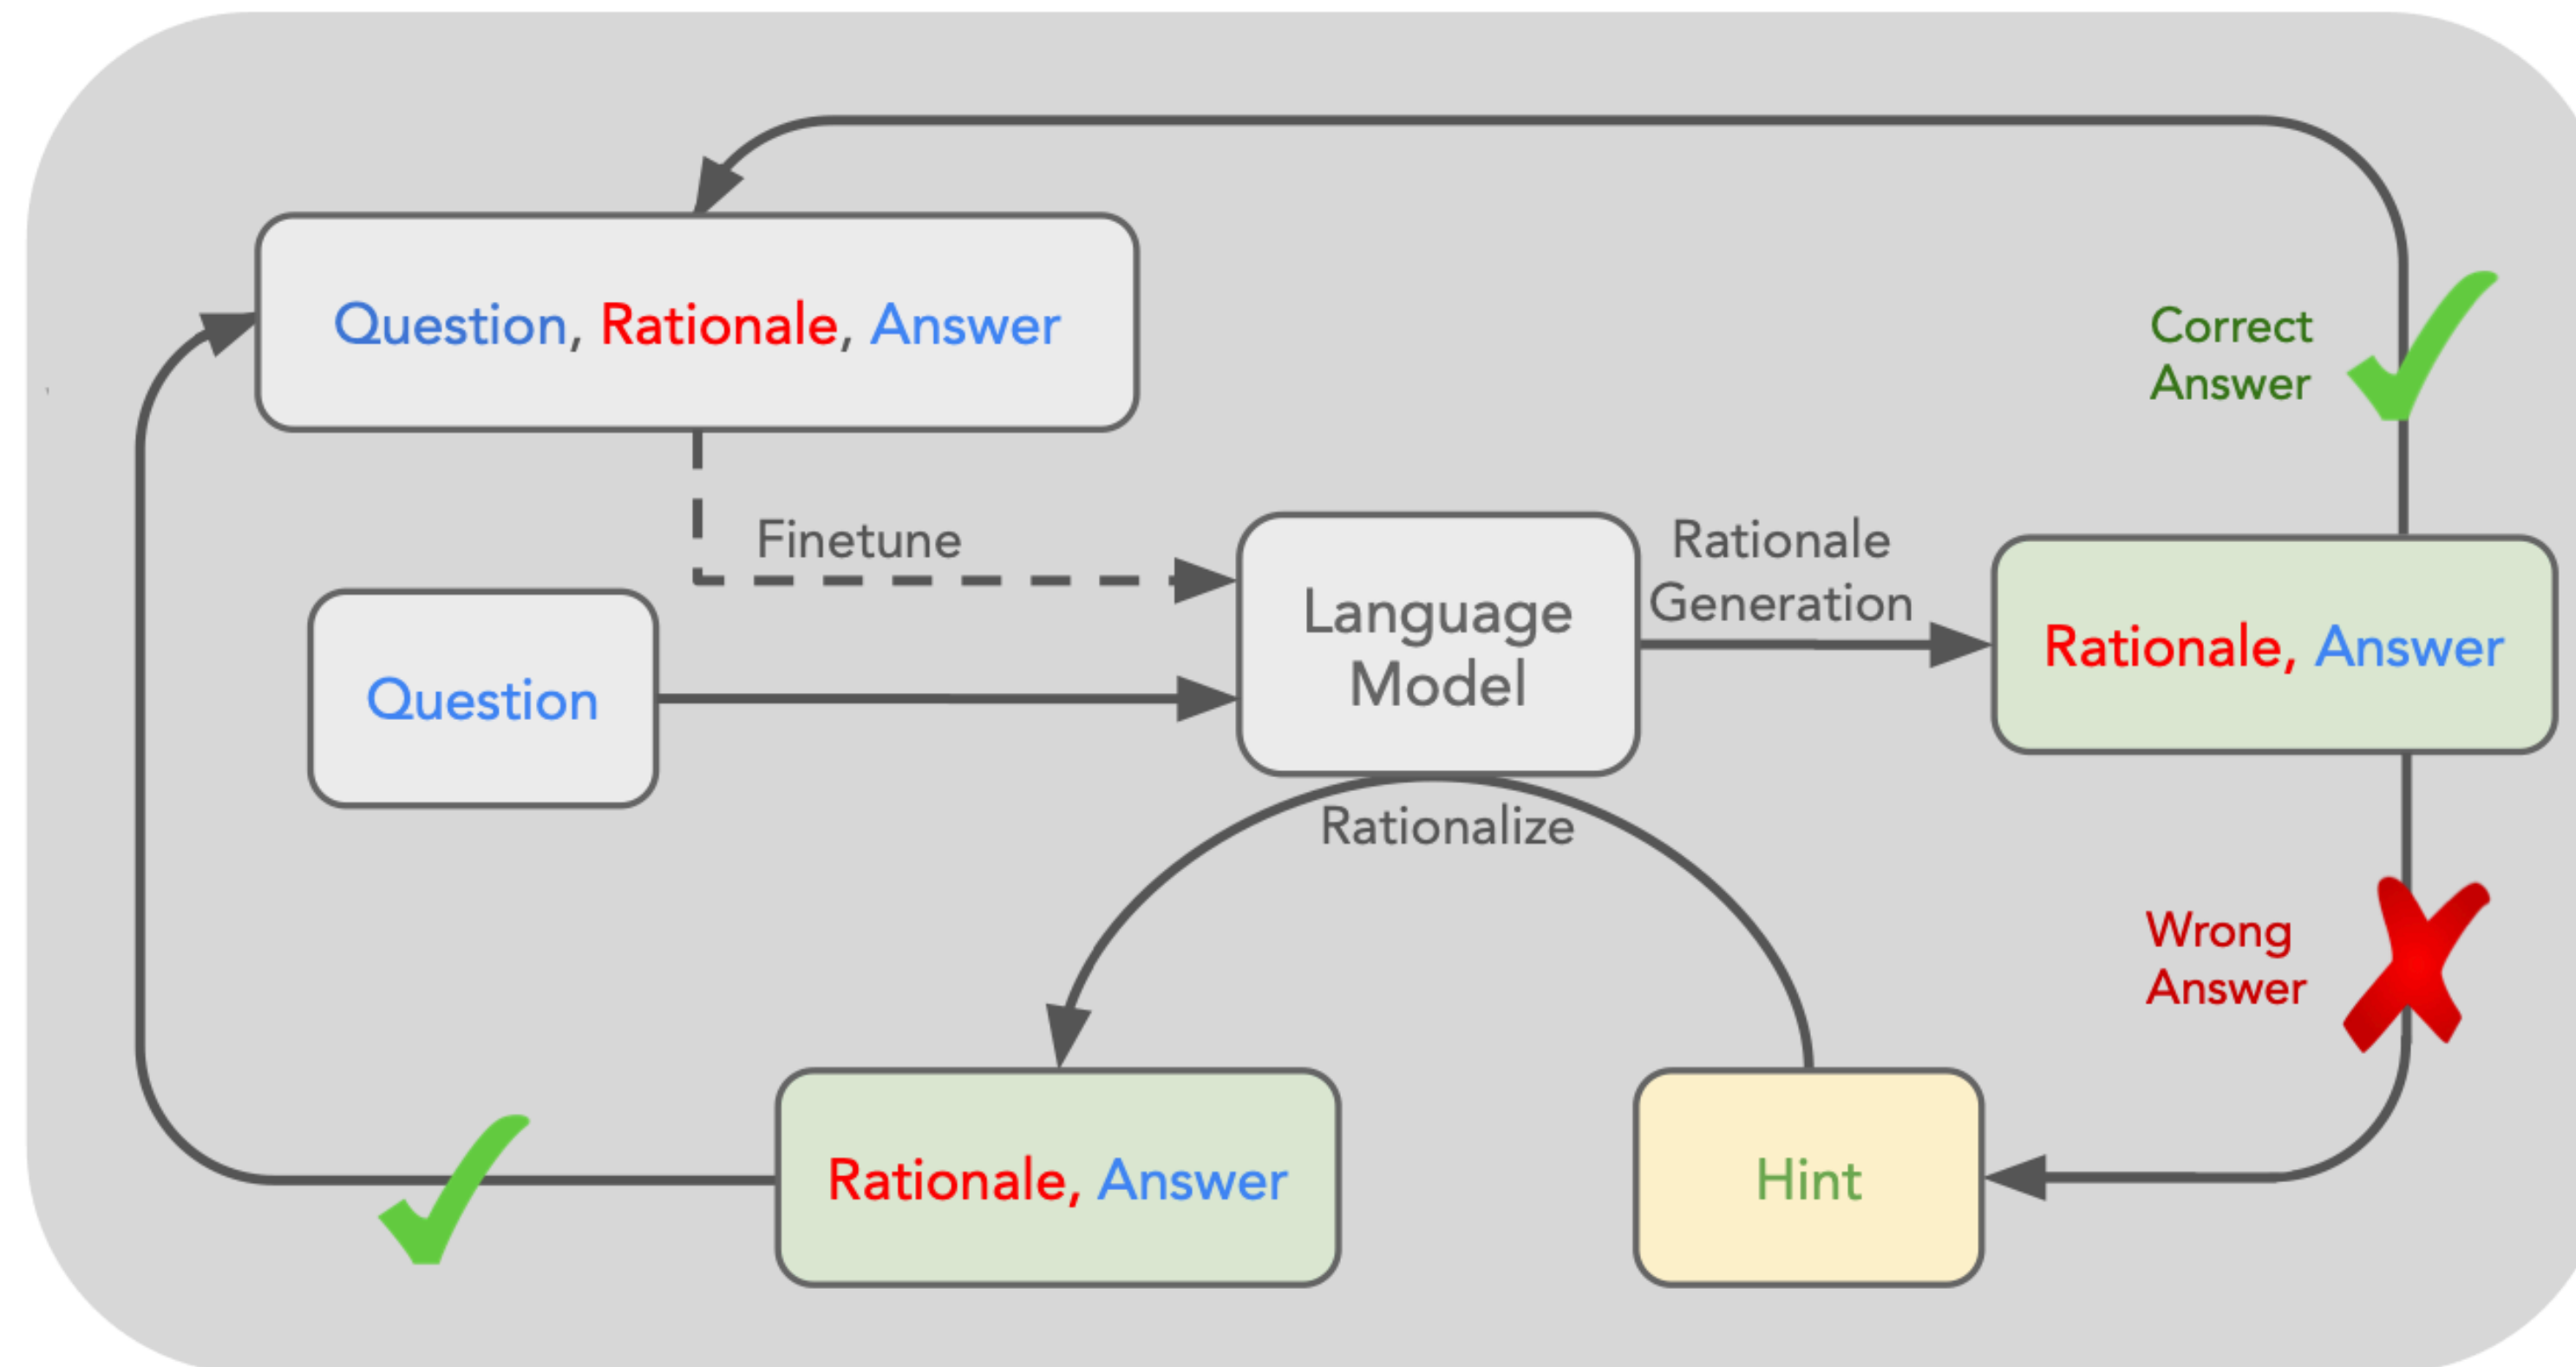 Question, Rationale, Answer
Correct
Answer
Finetune
Rationale
Generation
Language
Model
Rationale, Answer
Question
Rationalize
Wrong
Answer
Rationale, Answer
Hint